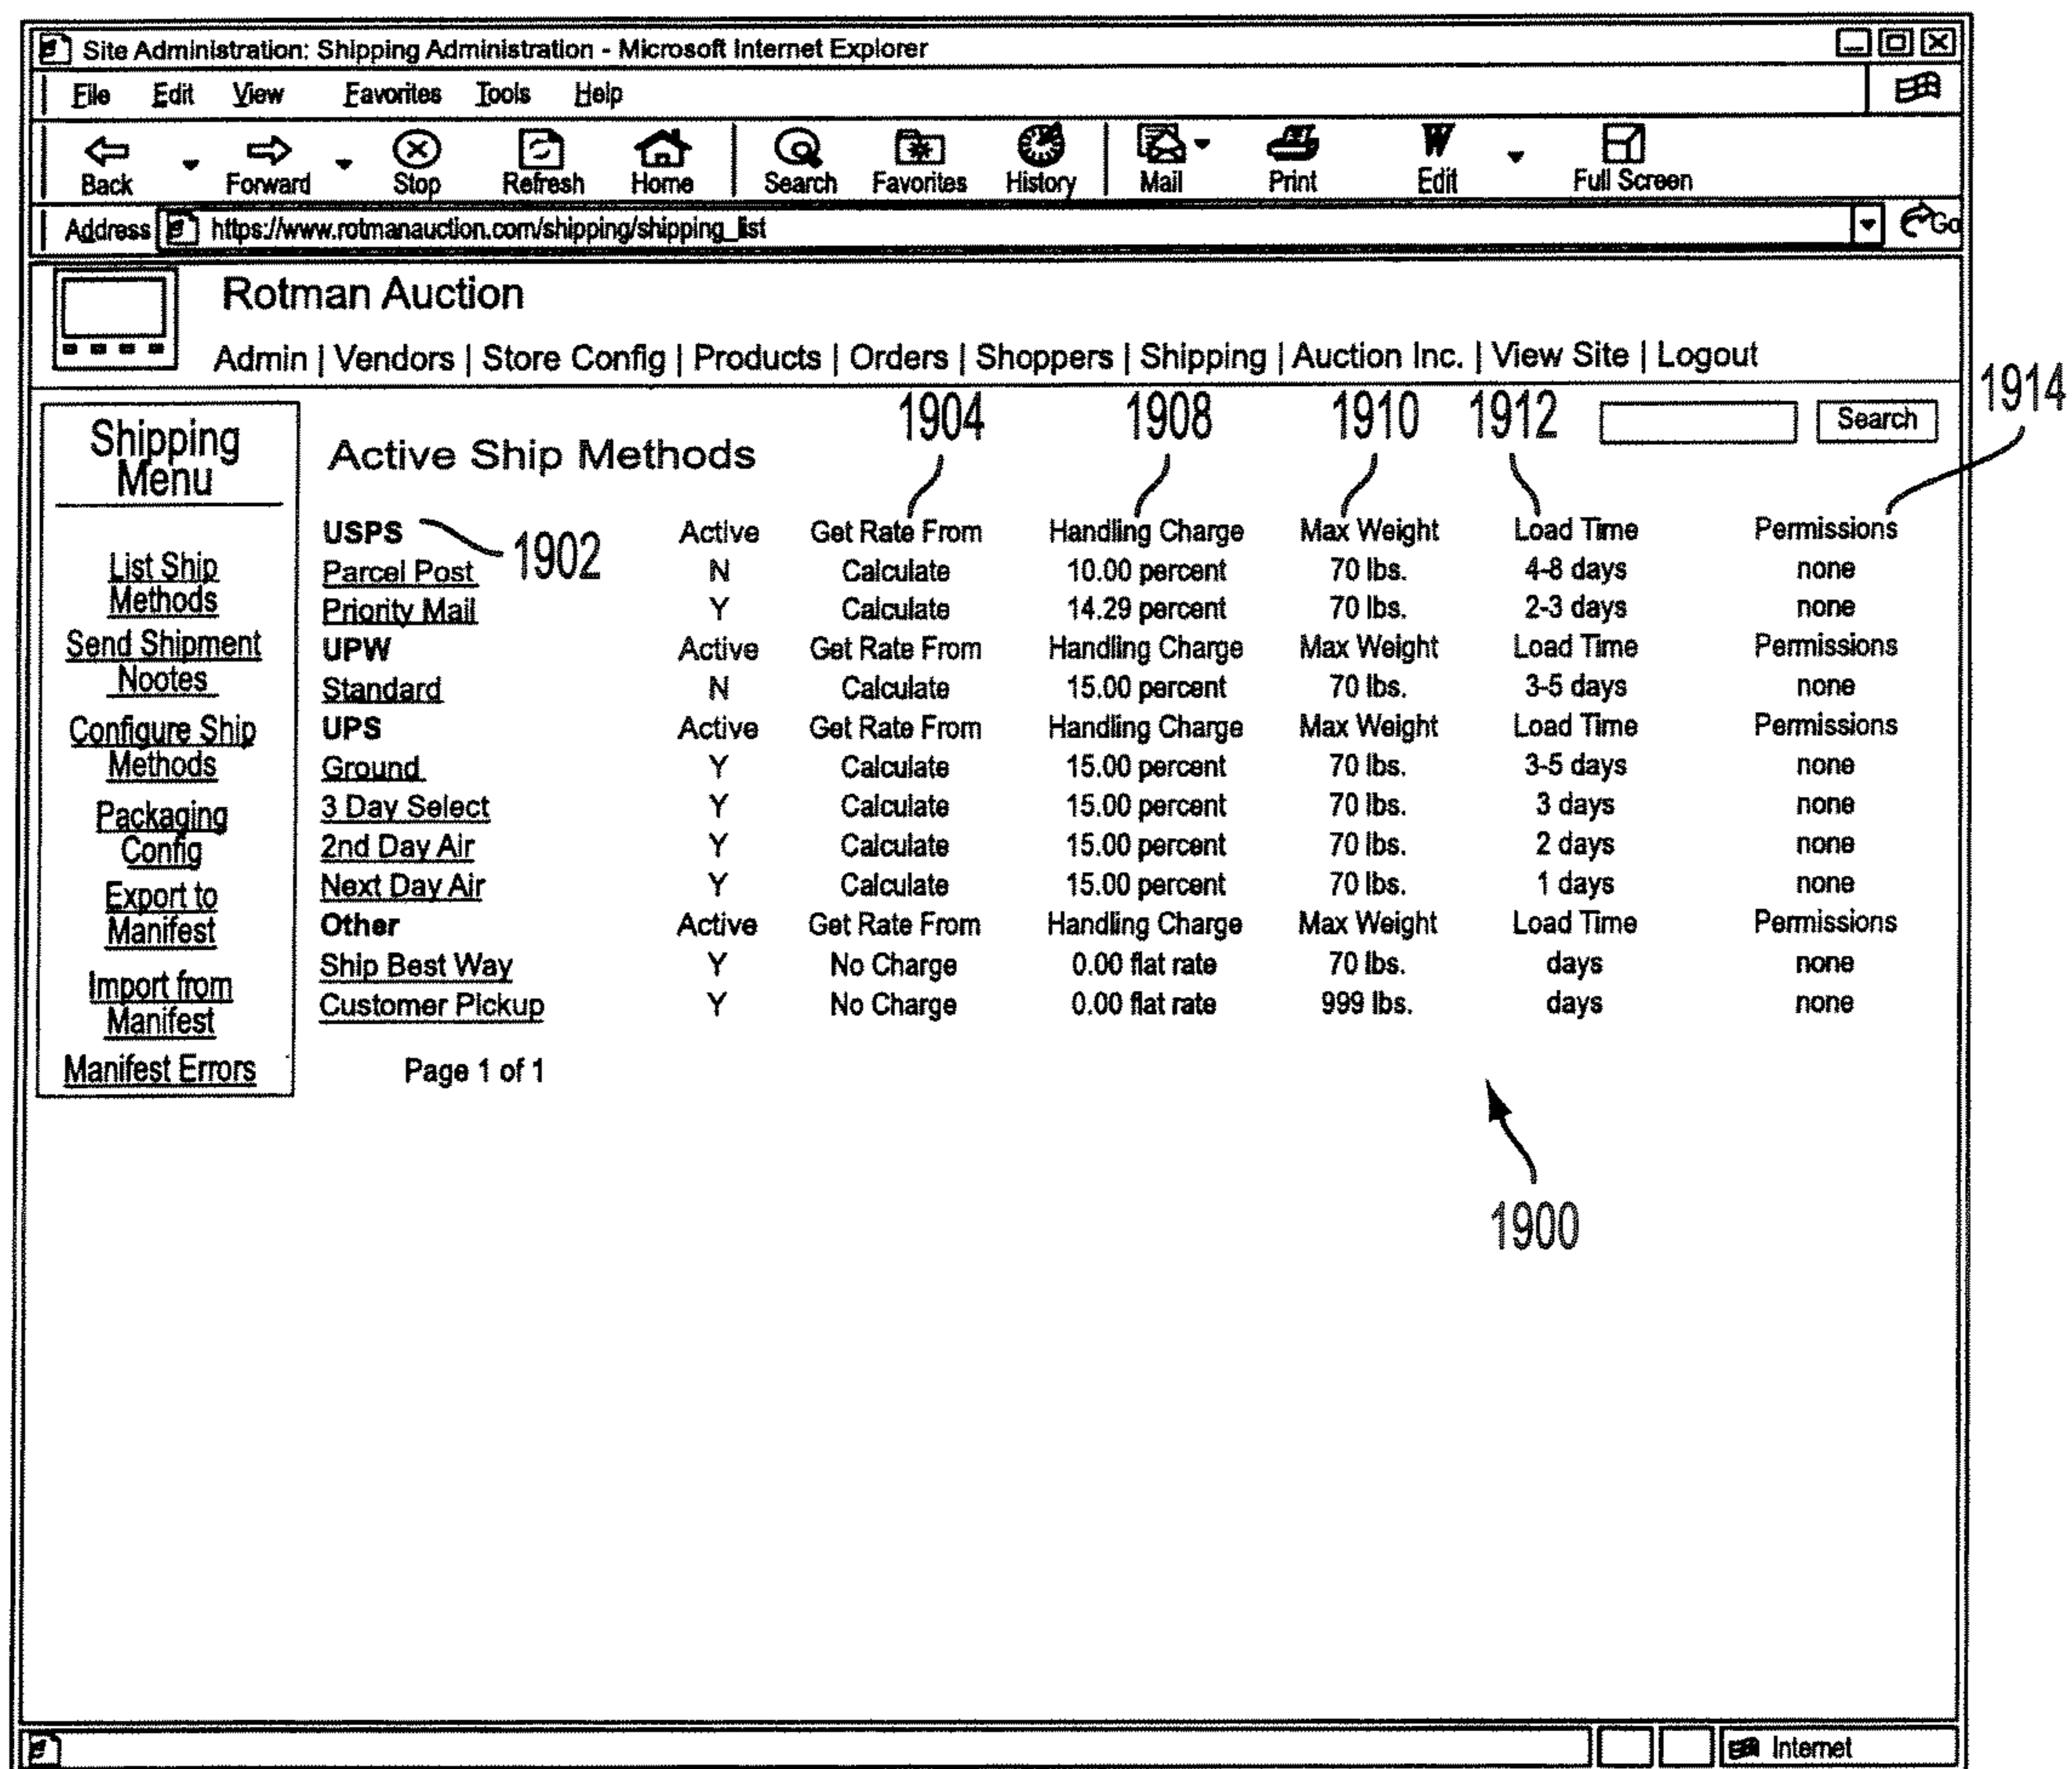 Site Administration: Shipping Administration - Microsoft Internet Explorer
File Edit View Favorites Tools Help
Back Forward Stop Refresh Home Search Favorites History Mail Print Edit Full Screen
Address https://www.rotmanauction.com/shipping/shipping_list Go
Rotman Auction
Admin | Vendors | Store Config | Products | Orders | Shoppers | Shipping | Auction Inc. | View Site | Logout
1904 1908 1910 1912 Search 1914
Shipping
Menu
List Ship
Methods
Send Shipment
Nootes
Configure Ship
Methods
Packaging
Config
Export to
Manifest
Import from
Manifest
Manifest Errors
Active Ship Methods
USPS 1902 Active Get Rate From Handling Charge Max Weight Load Time Permissions
Parcel Post N Calculate 10.00 percent 70 lbs. 4-8 days none
Priority Mail Y Calculate 14.29 percent 70 lbs. 2-3 days none
UPW Active Get Rate From Handling Charge Max Weight Load Time Permissions
Standard N Calculate 15.00 percent 70 lbs. 3-5 days none
UPS Active Get Rate From Handling Charge Max Weight Load Time Permissions
Ground Y Calculate 15.00 percent 70 lbs. 3-5 days none
3 Day Select Y Calculate 15.00 percent 70 lbs. 3 days none
2nd Day Air Y Calculate 15.00 percent 70 lbs. 2 days none
Next Day Air Y Calculate 15.00 percent 70 lbs. 1 days none
Other Active Get Rate From Handling Charge Max Weight Load Time Permissions
Ship Best Way Y No Charge 0.00 flat rate 70 lbs. days none
Customer Pickup Y No Charge 0.00 flat rate 999 lbs. days none
Page 1 of 1
1900
Internet